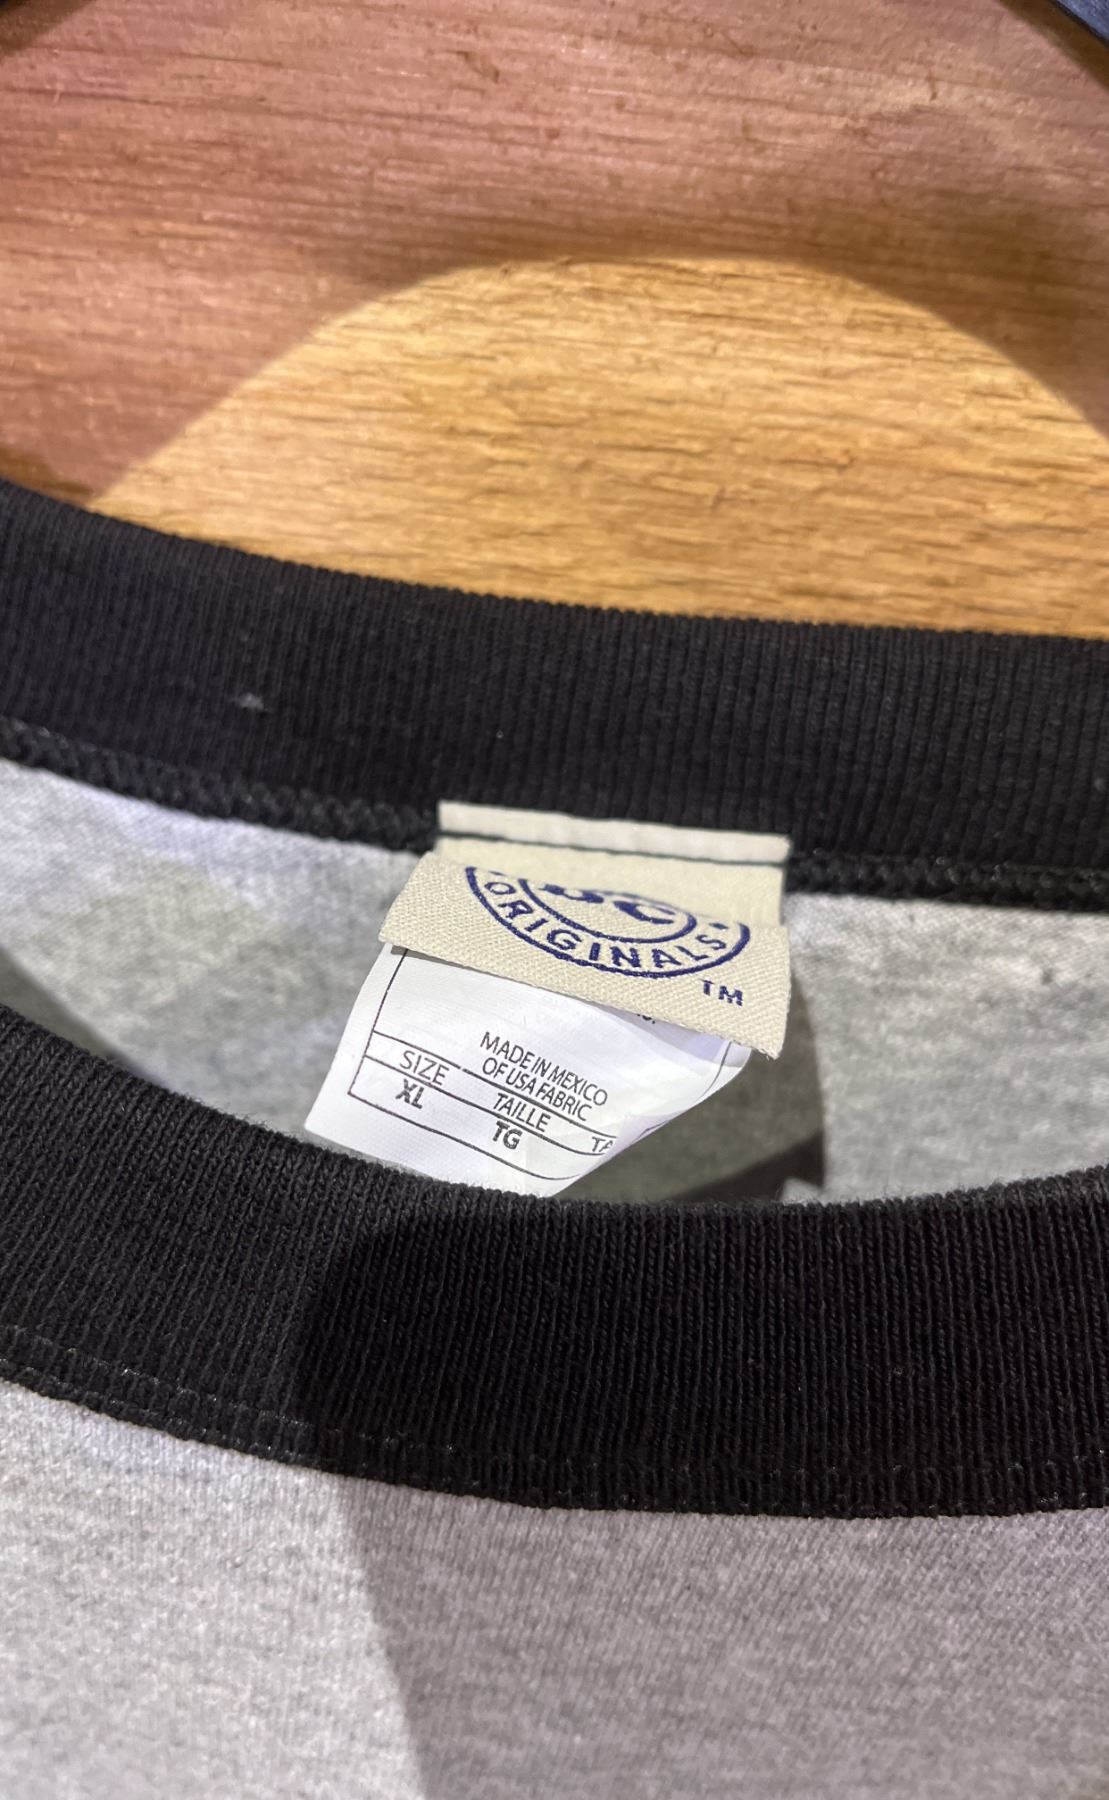 ORIGINALS
TM
MADE IN MEXICO
OF USA FABRIC
SIZE TAILLE
XL TG